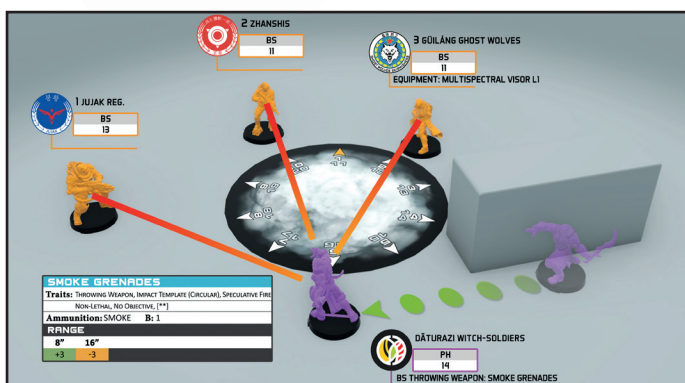 2 ZHANSHIS
BS
11
3 GÜILÁNG GHOST WOLVES
BS
11
EQUIPMENT: MULTISPECTRAL VISOR L1
1 JUJAK REG.
BS
13
SMOKE GRENADES
Traits: THROWING WEAPON, IMPACT TEMPLATE (CIRCULAR), SPECULATIVE FIRE
NON-LETHAL, NO OBJECTIVE, [**]
Ammunition: SMOKE B: 1
RANGE
8" 16"
+3 -3
DĀTURAZI WITCH-SOLDIERS
PH
14
BS THROWING WEAPON: SMOKE GRENADES